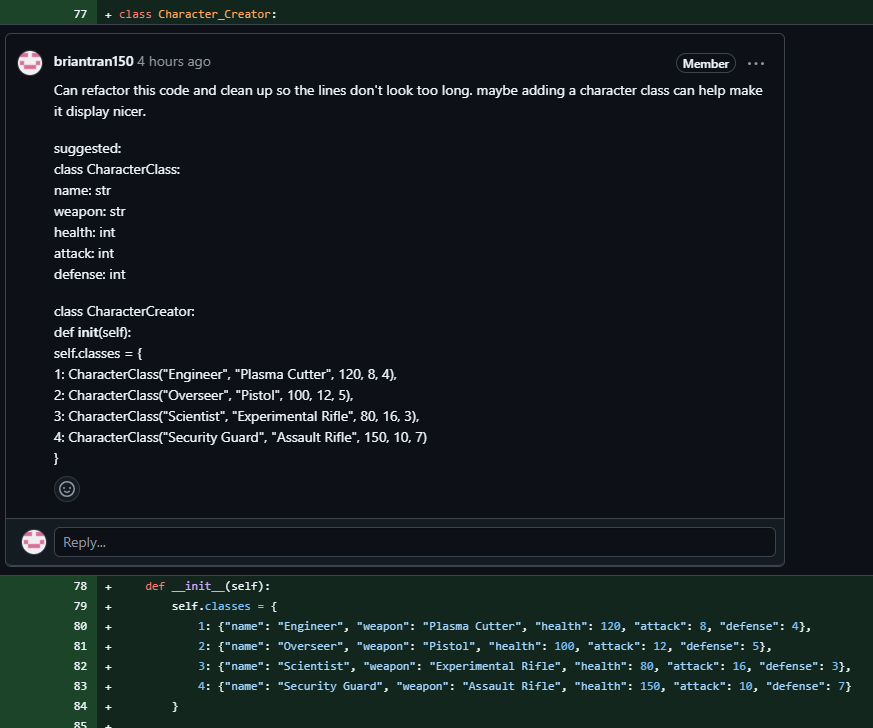 77 + class Character_Creator:
briantran150 4 hours ago Member ...
Can refactor this code and clean up so the lines don't look too long. maybe adding a character class can help make
it display nicer.
suggested:
class CharacterClass:
name: str
weapon: str
health: int
attack: int
defense: int
class CharacterCreator:
def init(self):
self.classes = {
1: CharacterClass("Engineer", "Plasma Cutter", 120, 8, 4),
2: CharacterClass("Overseer", "Pistol", 100, 12, 5),
3: CharacterClass("Scientist", "Experimental Rifle", 80, 16, 3),
4: CharacterClass("Security Guard", "Assault Rifle", 150, 10, 7)
}
Reply...
78 + def __init__(self):
79 + self.classes = {
80 + 1: {"name": "Engineer", "weapon": "Plasma Cutter", "health": 120, "attack": 8, "defense": 4},
81 + 2: {"name": "Overseer", "weapon": "Pistol", "health": 100, "attack": 12, "defense": 5},
82 + 3: {"name": "Scientist", "weapon": "Experimental Rifle", "health": 80, "attack": 16, "defense": 3},
83 + 4: {"name": "Security Guard", "weapon": "Assault Rifle", "health": 150, "attack": 10, "defense": 7}
84 + }
85 +